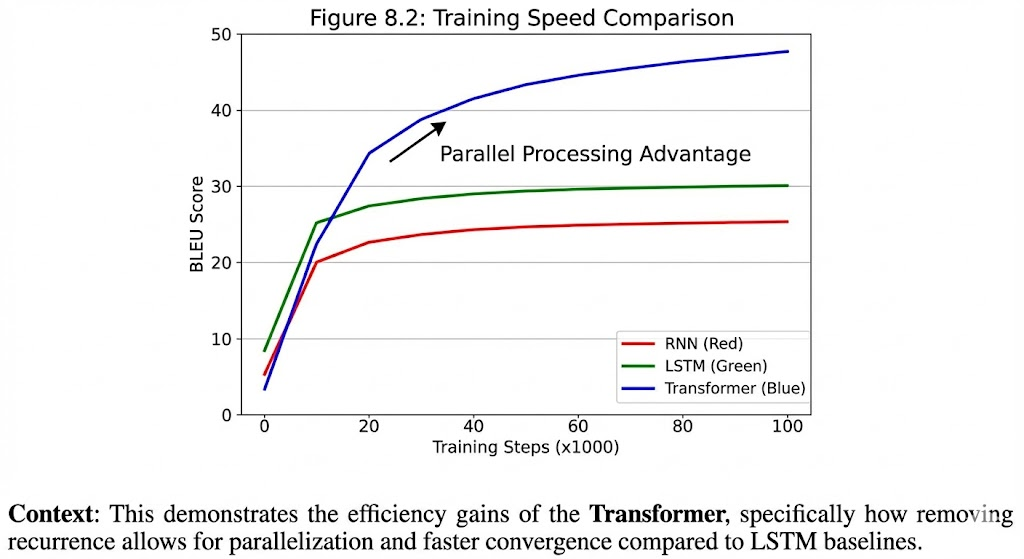 Figure 8.2: Training Speed Comparison
50
40
30
20
10
0
BLEU Score
Parallel Processing Advantage
RNN (Red)
LSTM (Green)
Transformer (Blue)
0 20 40 60 80 100
Training Steps (x1000)
Context: This demonstrates the efficiency gains of the Transformer, specifically how removing
recurrence allows for parallelization and faster convergence compared to LSTM baselines.